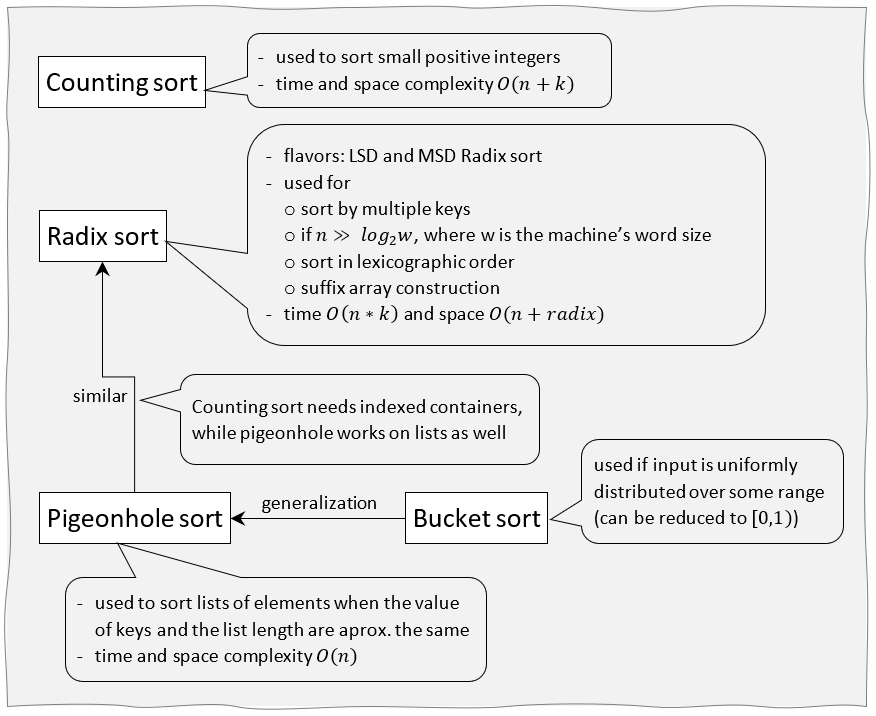 Counting sort
- used to sort small positive integers
- time and space complexity O(n + k)
Radix sort
- flavors: LSD and MSD Radix sort
- used for
o sort by multiple keys
o if n ≫ log₂w, where w is the machine's word size
o sort in lexicographic order
o suffix array construction
- time O(n * k) and space O(n + radix)
similar
Counting sort needs indexed containers,
while pigeonhole works on lists as well
Pigeonhole sort
generalization
Bucket sort
used if input is uniformly
distributed over some range
(can be reduced to [0,1))
- used to sort lists of elements when the value
of keys and the list length are aprox. the same
- time and space complexity O(n)